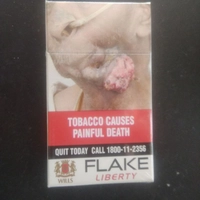 TOBACCO CAUSES
PAINFUL DEATH
QUIT TODAY CALL 1800-11-2356
WILLS
FLAKE
LIBERTY